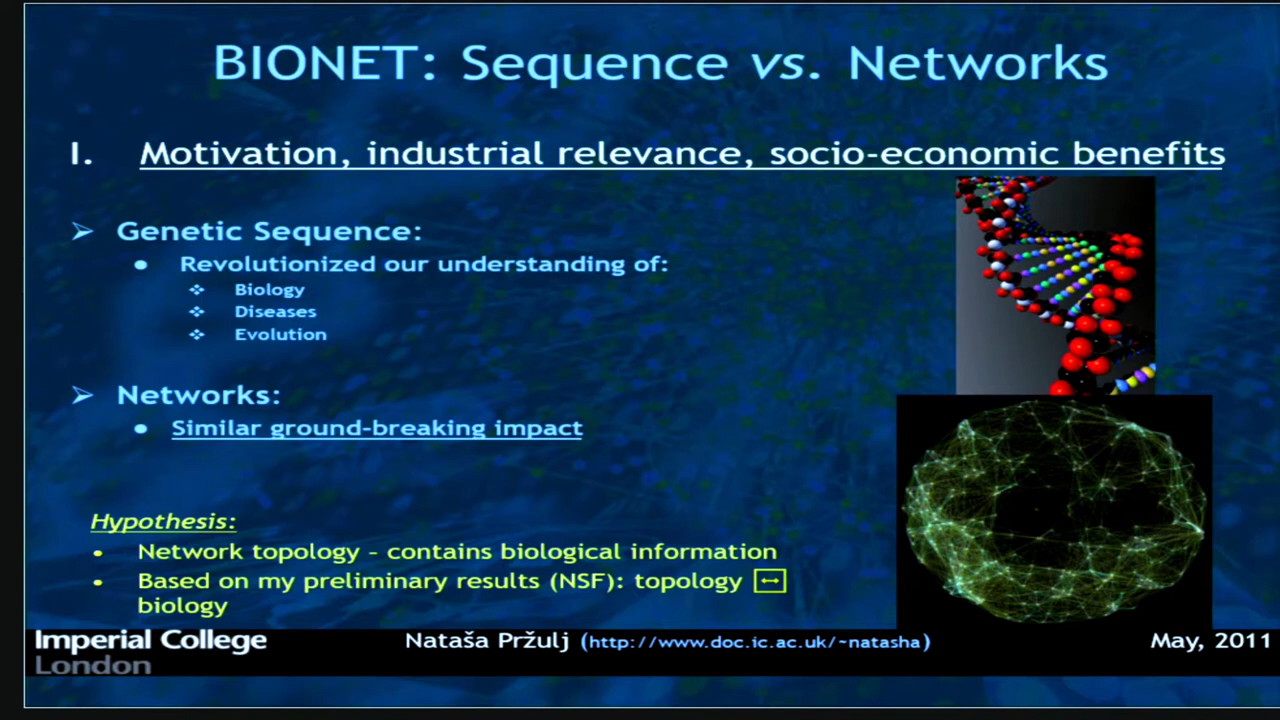 BIONET: Sequence vs. Networks
I. Motivation, industrial relevance, socio-economic benefits
➢ Genetic Sequence:
● Revolutionized our understanding of:
❖ Biology
❖ Diseases
❖ Evolution
➢ Networks:
● Similar ground-breaking impact
Hypothesis:
• Network topology - contains biological information
• Based on my preliminary results (NSF): topology ↔
biology
Imperial College
London
Nataša Pržulj (http://www.doc.ic.ac.uk/~natasha)
May, 2011